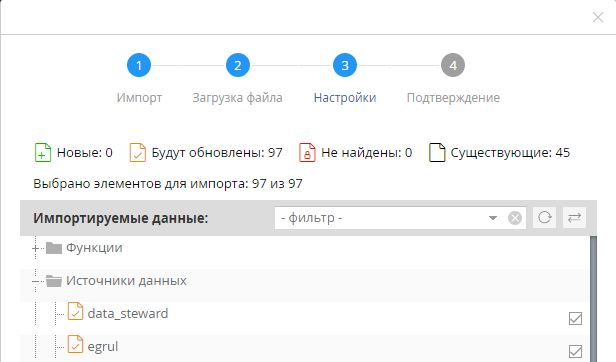 1 2 3 4
Импорт Загрузка файла Настройки Подтверждение
Новые: 0 Будут обновлены: 97 Не найдены: 0 Существующие: 45
Выбрано элементов для импорта: 97 из 97
Импортируемые данные: - фильтр -
Функции
Источники данных
data_steward
egrul